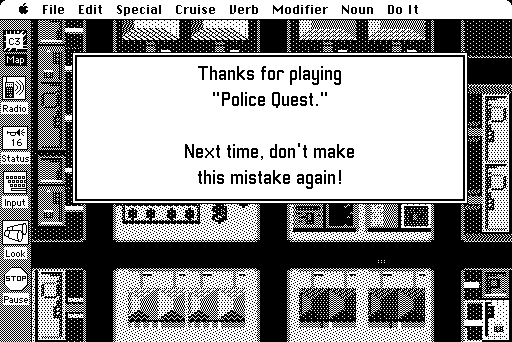 File Edit Special Cruise Verb Modifier Noun Do It
C3
Map
Radio
16
Status
Input
Look
STOP
Pause
Thanks for playing
"Police Quest."
Next time, don't make
this mistake again!